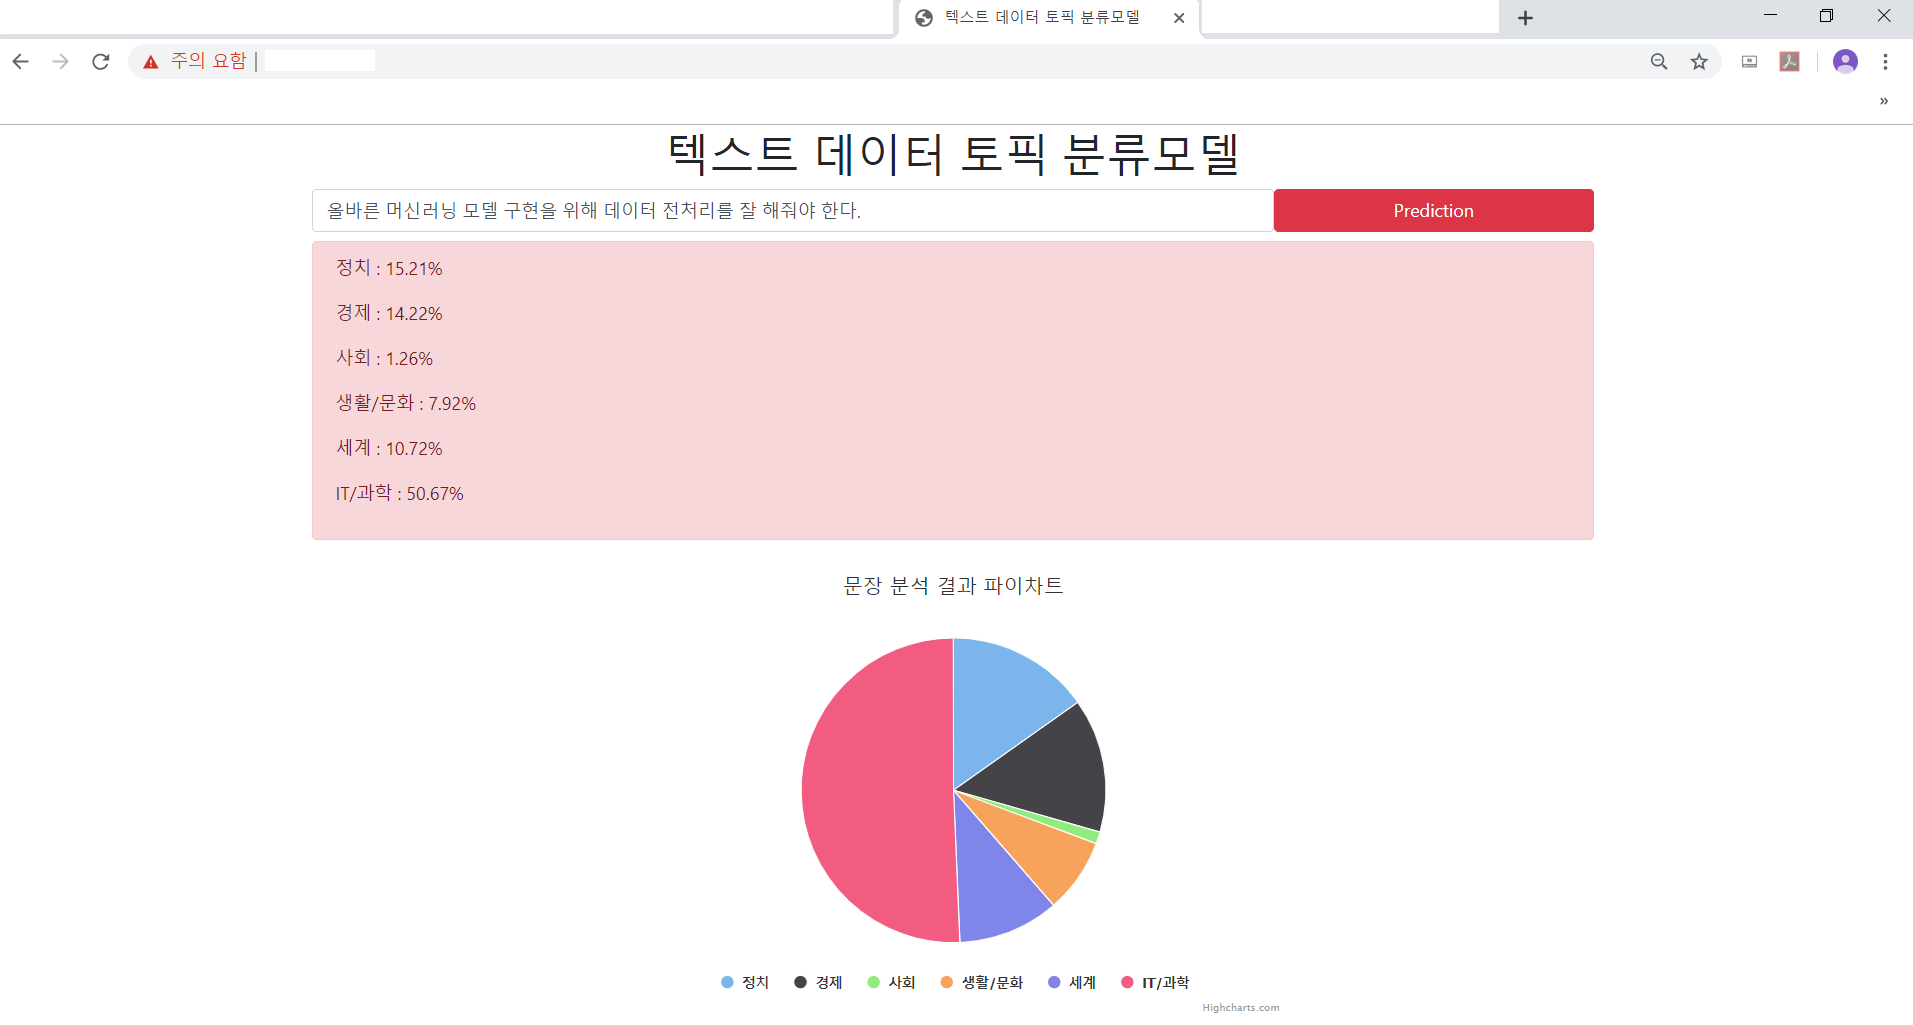 텍스트 데이터 토픽 분류모델
주의 요함
»
텍스트 데이터 토픽 분류모델
올바른 머신러닝 모델 구현을 위해 데이터 전처리를 잘 해줘야 한다.
Prediction
정치 : 15.21%
경제 : 14.22%
사회 : 1.26%
생활/문화 : 7.92%
세계 : 10.72%
IT/과학 : 50.67%
문장 분석 결과 파이차트
정치 경제 사회 생활/문화 세계 IT/과학
Highcharts.com